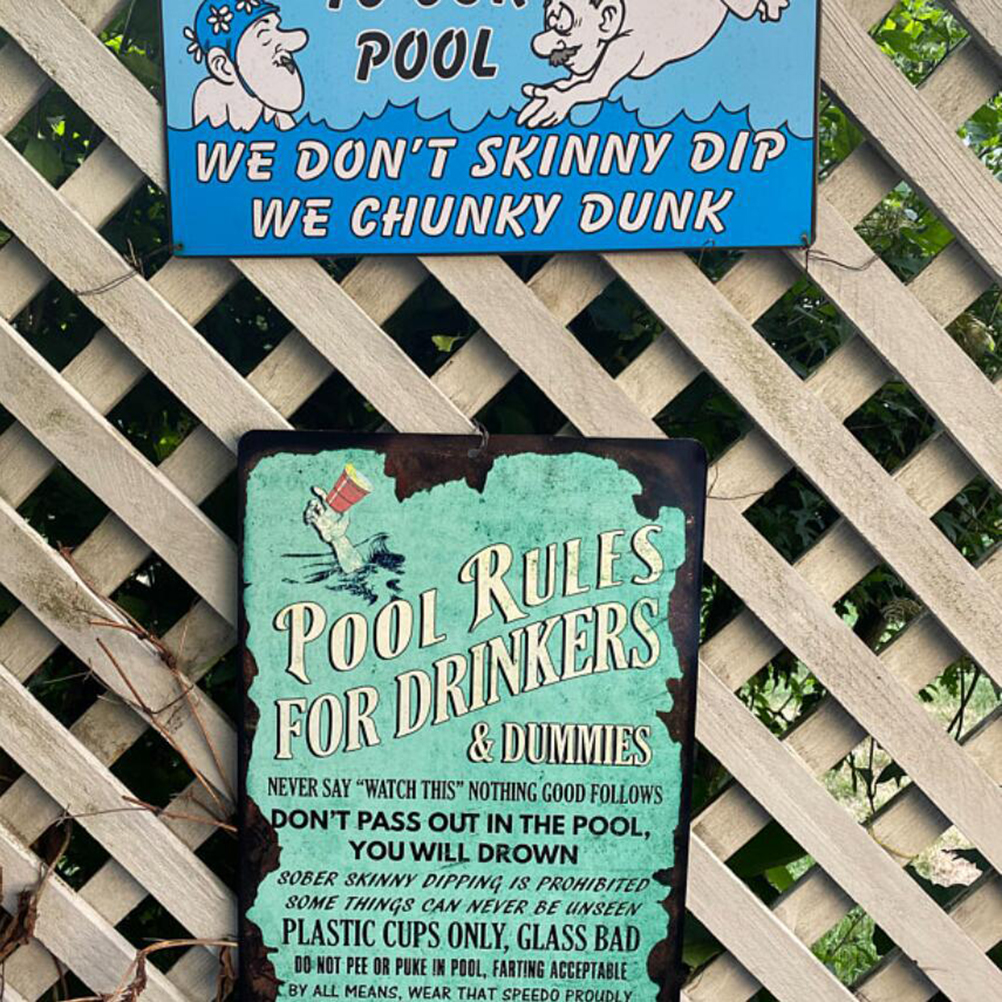 POOL
WE DON'T SKINNY DIP
WE CHUNKY DUNK
POOL RULES
FOR DRINKERS
& DUMMIES
NEVER SAY “WATCH THIS” NOTHING GOOD FOLLOWS
DON'T PASS OUT IN THE POOL,
YOU WILL DROWN
SOBER SKINNY DIPPING IS PROHIBITED
SOME THINGS CAN NEVER BE UNSEEN
PLASTIC CUPS ONLY, GLASS BAD
DO NOT PEE OR PUKE IN POOL, FARTING ACCEPTABLE
BY ALL MEANS, WEAR THAT SPEEDO PROUDLY